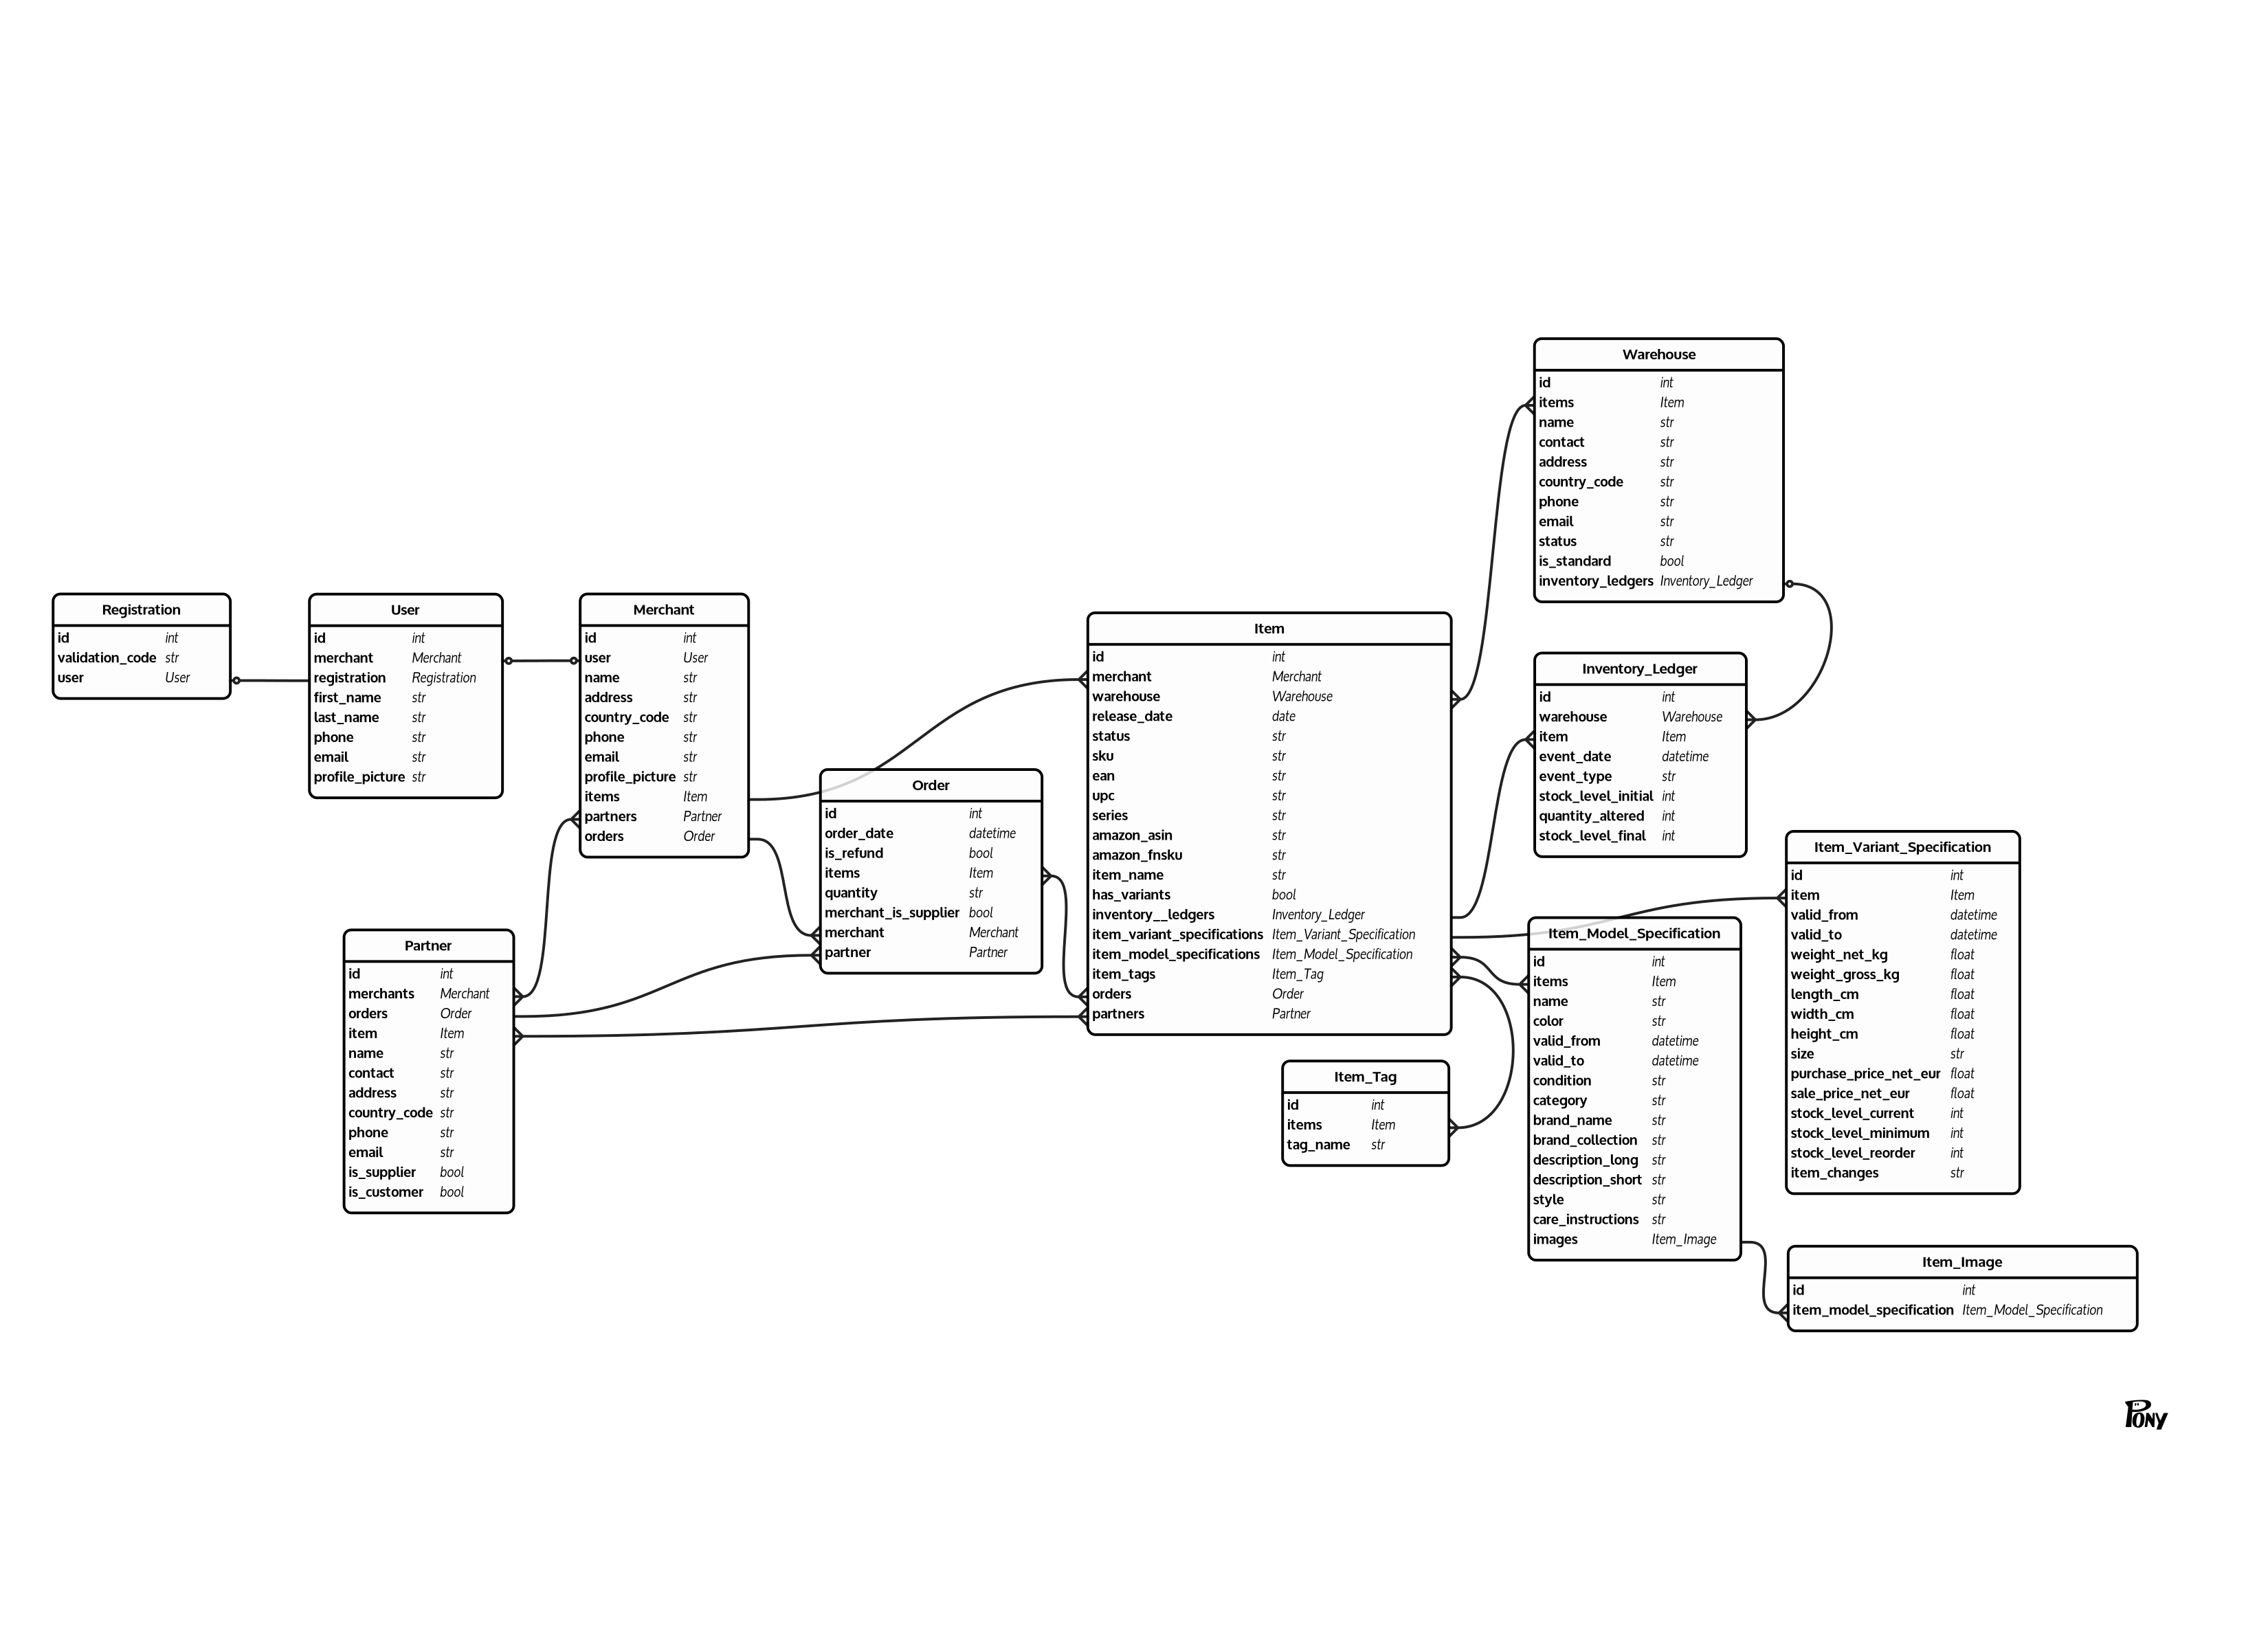 Warehouse
id int
items Item
name str
contact str
address str
country_code str
phone str
email str
status str
is_standard bool
inventory_ledgers Inventory_Ledger
Registration
id int
validation_code str
user User
User
id int
merchant Merchant
registration Registration
first_name str
last_name str
phone str
email str
profile_picture str
Merchant
id int
user User
name str
address str
country_code str
phone str
email str
profile_picture str
items Item
partners Partner
orders Order
Item
id int
merchant Merchant
warehouse Warehouse
release_date date
status str
sku str
ean str
upc str
series str
amazon_asin str
amazon_fnsku str
item_name str
has_variants bool
inventory__ledgers Inventory_Ledger
item_variant_specifications Item_Variant_Specification
item_model_specifications Item_Model_Specification
item_tags Item_Tag
orders Order
partners Partner
Inventory_Ledger
id int
warehouse Warehouse
item Item
event_date datetime
event_type str
stock_level_initial int
quantity_altered int
stock_level_final int
Order
id int
order_date datetime
is_refund bool
items Item
quantity str
merchant_is_supplier bool
merchant Merchant
partner Partner
Item_Variant_Specification
id int
item Item
valid_from datetime
valid_to datetime
weight_net_kg float
weight_gross_kg float
length_cm float
width_cm float
height_cm float
size str
purchase_price_net_eur float
sale_price_net_eur float
stock_level_current int
stock_level_minimum int
stock_level_reorder int
item_changes str
Partner
id int
merchants Merchant
orders Order
item Item
name str
contact str
address str
country_code str
phone str
email str
is_supplier bool
is_customer bool
Item_Model_Specification
id int
items Item
name str
color str
valid_from datetime
valid_to datetime
condition str
category str
brand_name str
brand_collection str
description_long str
description_short str
style str
care_instructions str
images Item_Image
Item_Tag
id int
items Item
tag_name str
Item_Image
id int
item_model_specification Item_Model_Specification
PONY